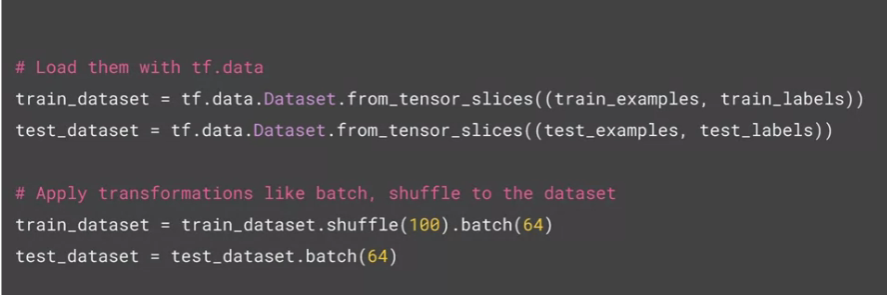 # Load them with tf.data
train_dataset = tf.data.Dataset.from_tensor_slices((train_examples, train_labels))
test_dataset = tf.data.Dataset.from_tensor_slices((test_examples, test_labels))
# Apply transformations like batch, shuffle to the dataset
train_dataset = train_dataset.shuffle(100).batch(64)
test_dataset = test_dataset.batch(64)